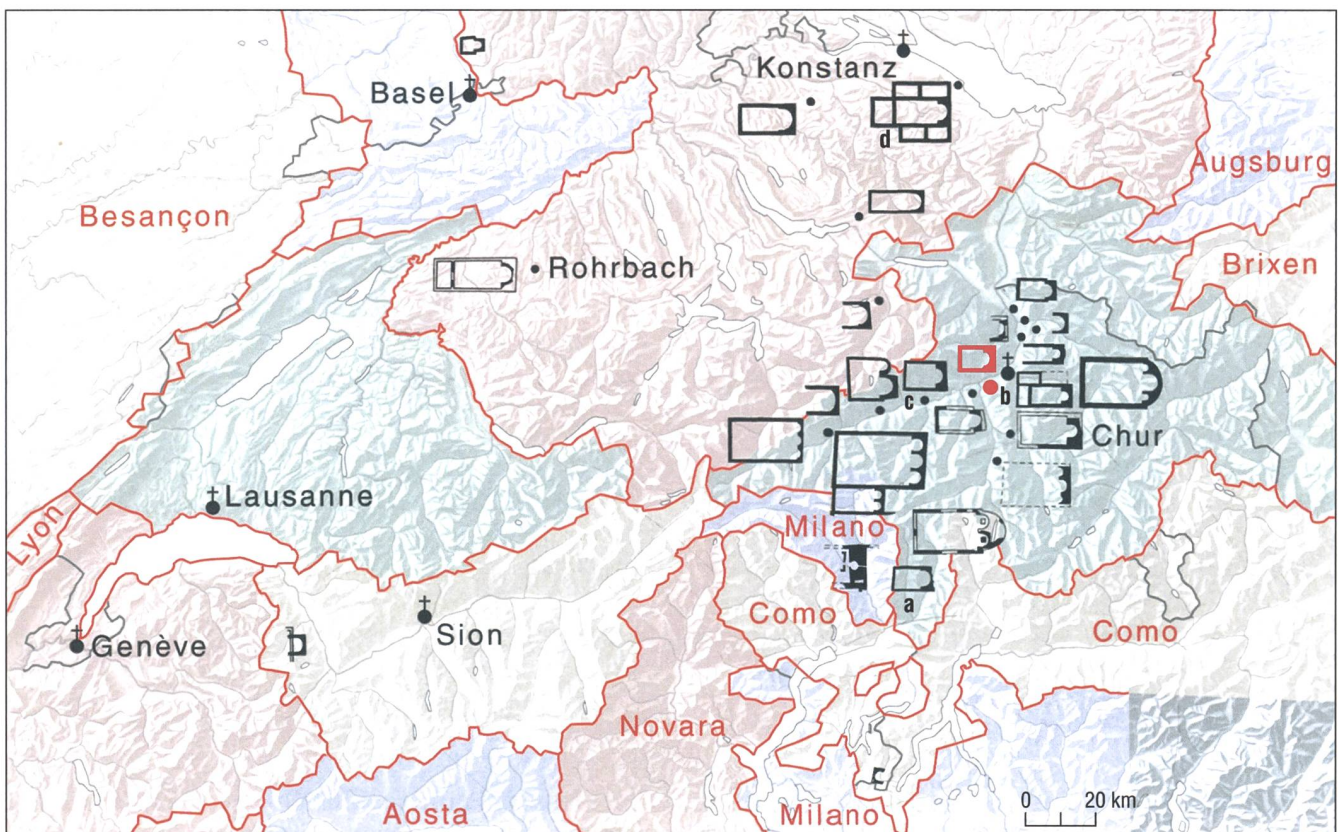 Konstanz
Basel
d
Augsburg
Besançon
Brixen
Rohrbach
c
b
Chur
Lausanne
Milano
Lyon
a
Como
Como
Sion
Genève
Novara
Aosta
Milano
0 20 km